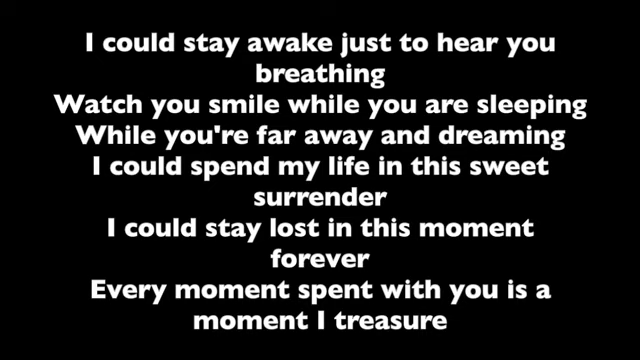 I could stay awake just to hear you
breathing
Watch you smile while you are sleeping
While you're far away and dreaming
I could spend my life in this sweet
surrender
I could stay lost in this moment
forever
Every moment spent with you is a
moment I treasure